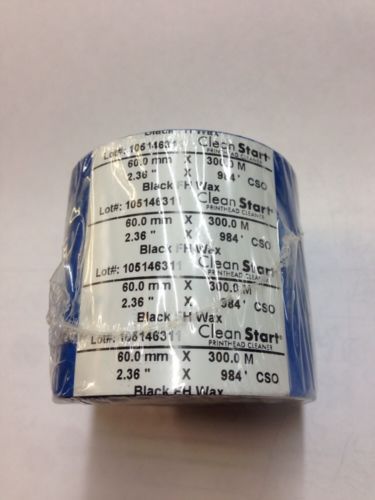 Black FH Wax
Lot#: 105146311 Clean Start®
PRINTHEAD CLEANER
60.0 mm X 300.0 M
2.36 " X 984' CSO
Black FH Wax
Lot#: 105146311 Clean Start®
PRINTHEAD CLEANER
60.0 mm X 300.0 M
2.36 " X 984' CSO
Black FH Wax
Lot#: 105146311 Clean Start®
PRINTHEAD CLEANER
60.0 mm X 300.0 M
2.36 " X 984' CSO
Black FH Wax
Lot#: 105146311 Clean Start®
PRINTHEAD CLEANER
60.0 mm X 300.0 M
2.36 " X 984' CSO
Black FH Wax